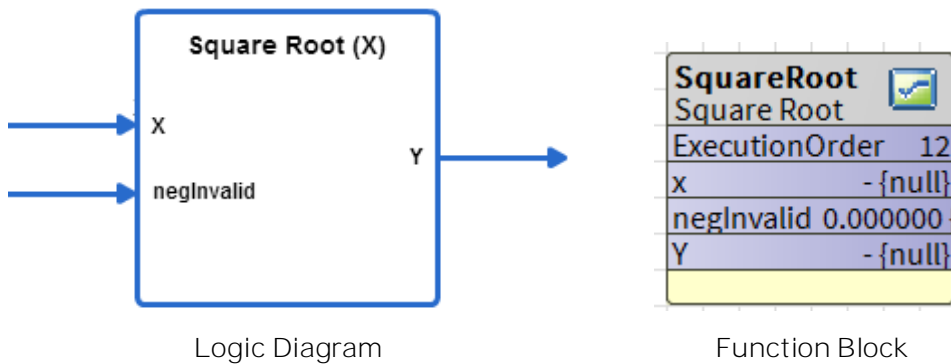 Square Root (X)
X
Y
negInvalid
SquareRoot
Square Root
ExecutionOrder 12
x - {null}
negInvalid 0.000000 -
Y - {null}
Logic Diagram
Function Block